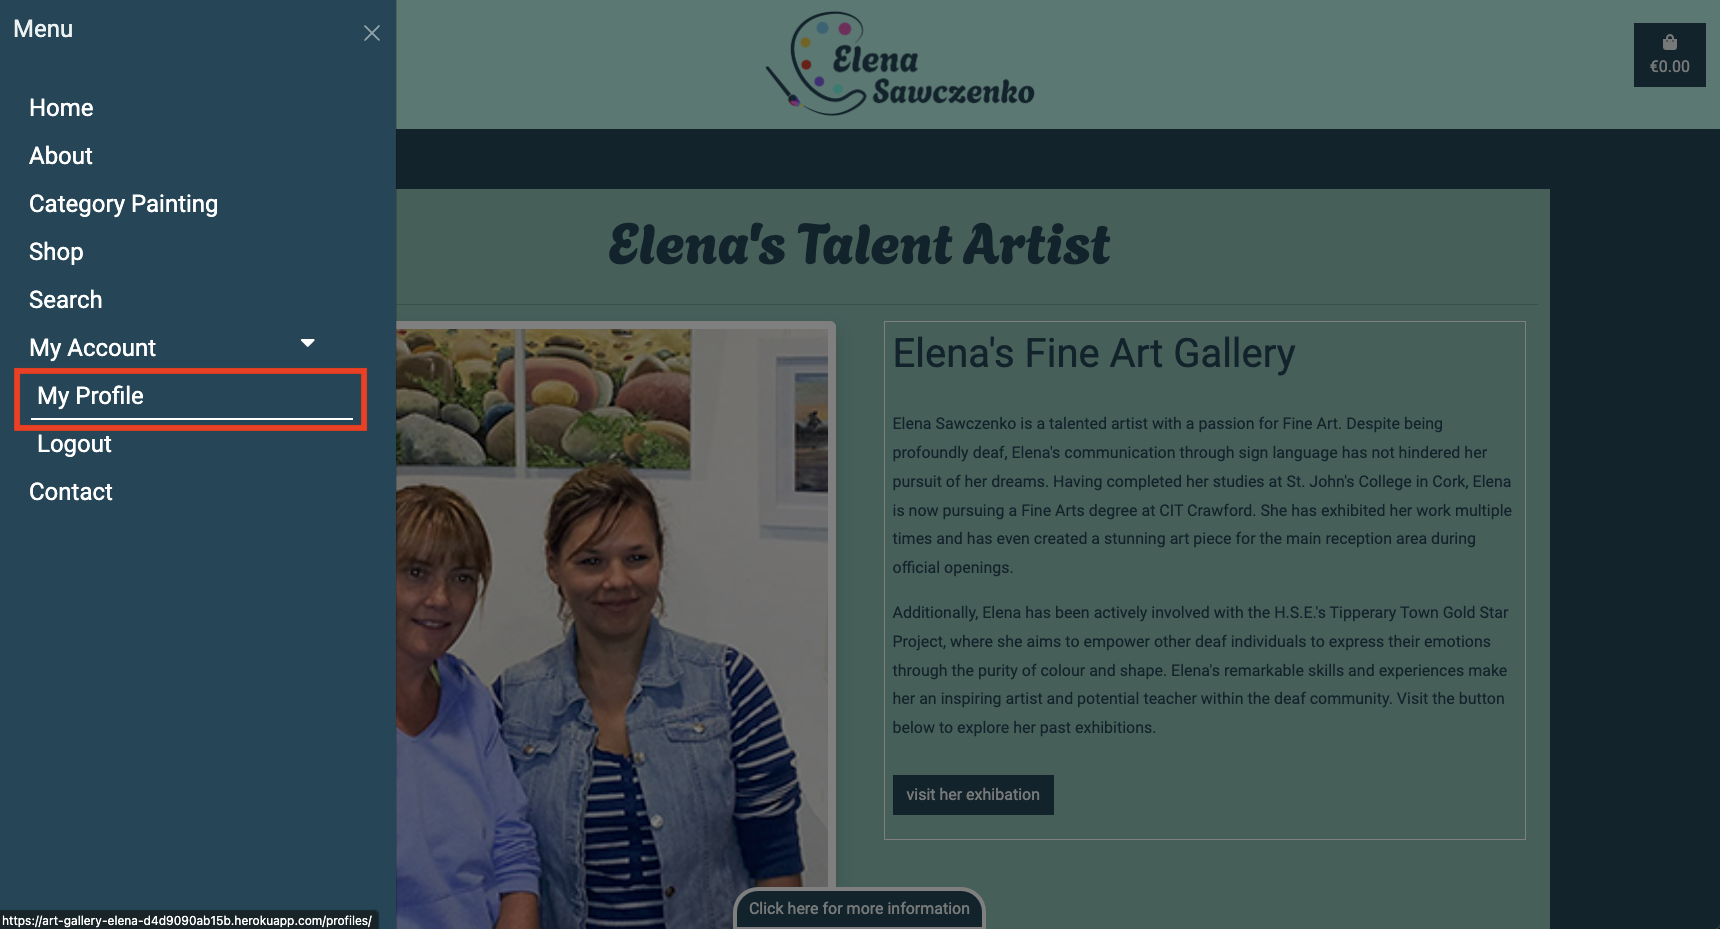 Menu
Home
About
Category Painting
Shop
Search
My Account
My Profile
Logout
Contact
Elena
Sawczenko
€0.00
Elena's Talent Artist
Elena's Fine Art Gallery
Elena Sawczenko is a talented artist with a passion for Fine Art. Despite being
profoundly deaf, Elena's communication through sign language has not hindered her
pursuit of her dreams. Having completed her studies at St. John's College in Cork, Elena
is now pursuing a Fine Arts degree at CIT Crawford. She has exhibited her work multiple
times and has even created a stunning art piece for the main reception area during
official openings.
Additionally, Elena has been actively involved with the H.S.E.'s Tipperary Town Gold Star
Project, where she aims to empower other deaf individuals to express their emotions
through the purity of colour and shape. Elena's remarkable skills and experiences make
her an inspiring artist and potential teacher within the deaf community. Visit the button
below to explore her past exhibitions.
visit her exhibation
Click here for more information
https://art-gallery-elena-d4d9090ab15b.herokuapp.com/profiles/